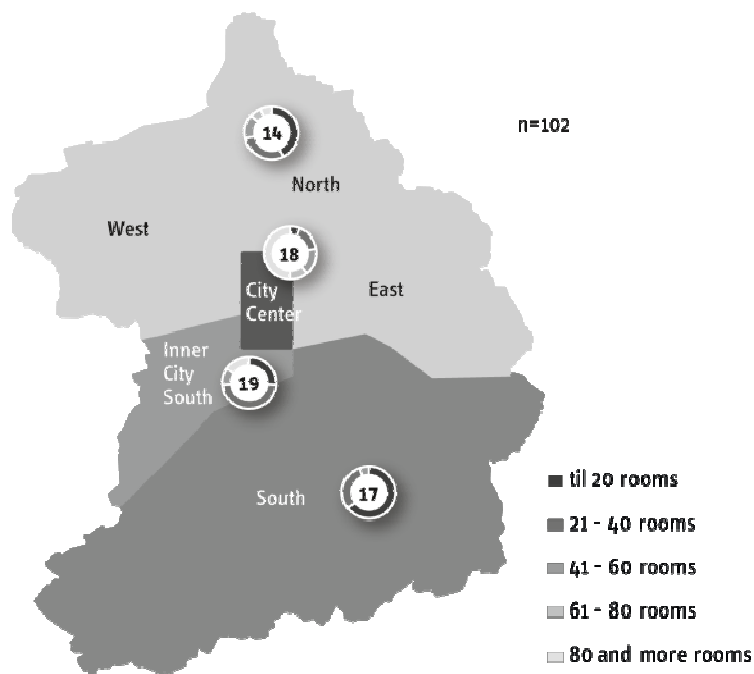 14
n=102
North
West
18
City
Center
East
Inner
City
South
19
South
17
til 20 rooms
21 - 40 rooms
41 - 60 rooms
61 - 80 rooms
80 and more rooms